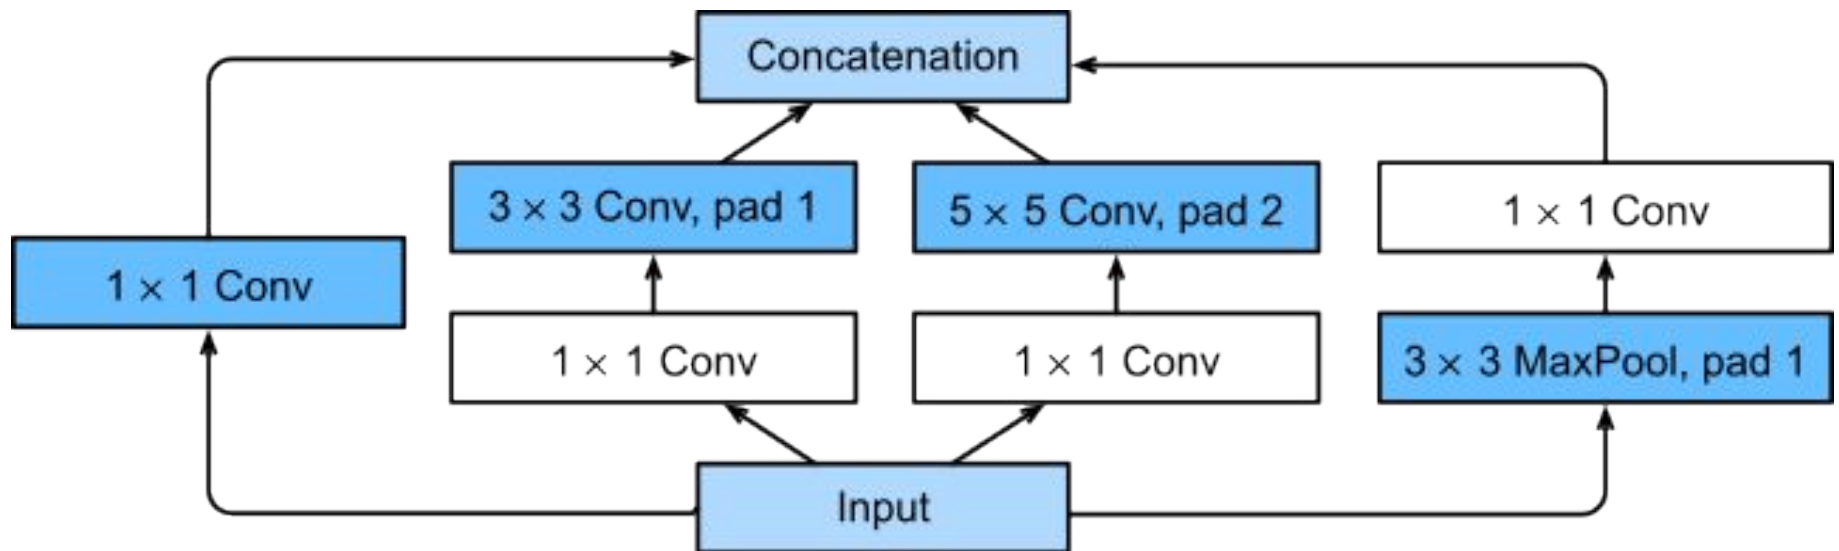 Concatenation
3 × 3 Conv, pad 1
5 × 5 Conv, pad 2
1 × 1 Conv
1 × 1 Conv
1 × 1 Conv
1 × 1 Conv
3 × 3 MaxPool, pad 1
Input